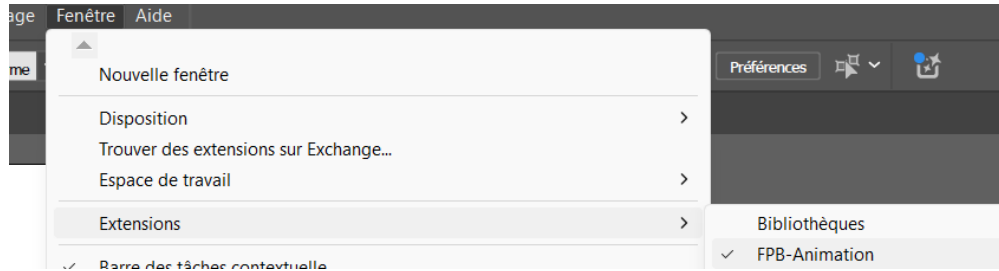 age Fenêtre Aide
me Préférences
Nouvelle fenêtre
Disposition
Trouver des extensions sur Exchange...
Espace de travail
Extensions
Bibliothèques
FPB-Animation
Barre des tâches contextuelle